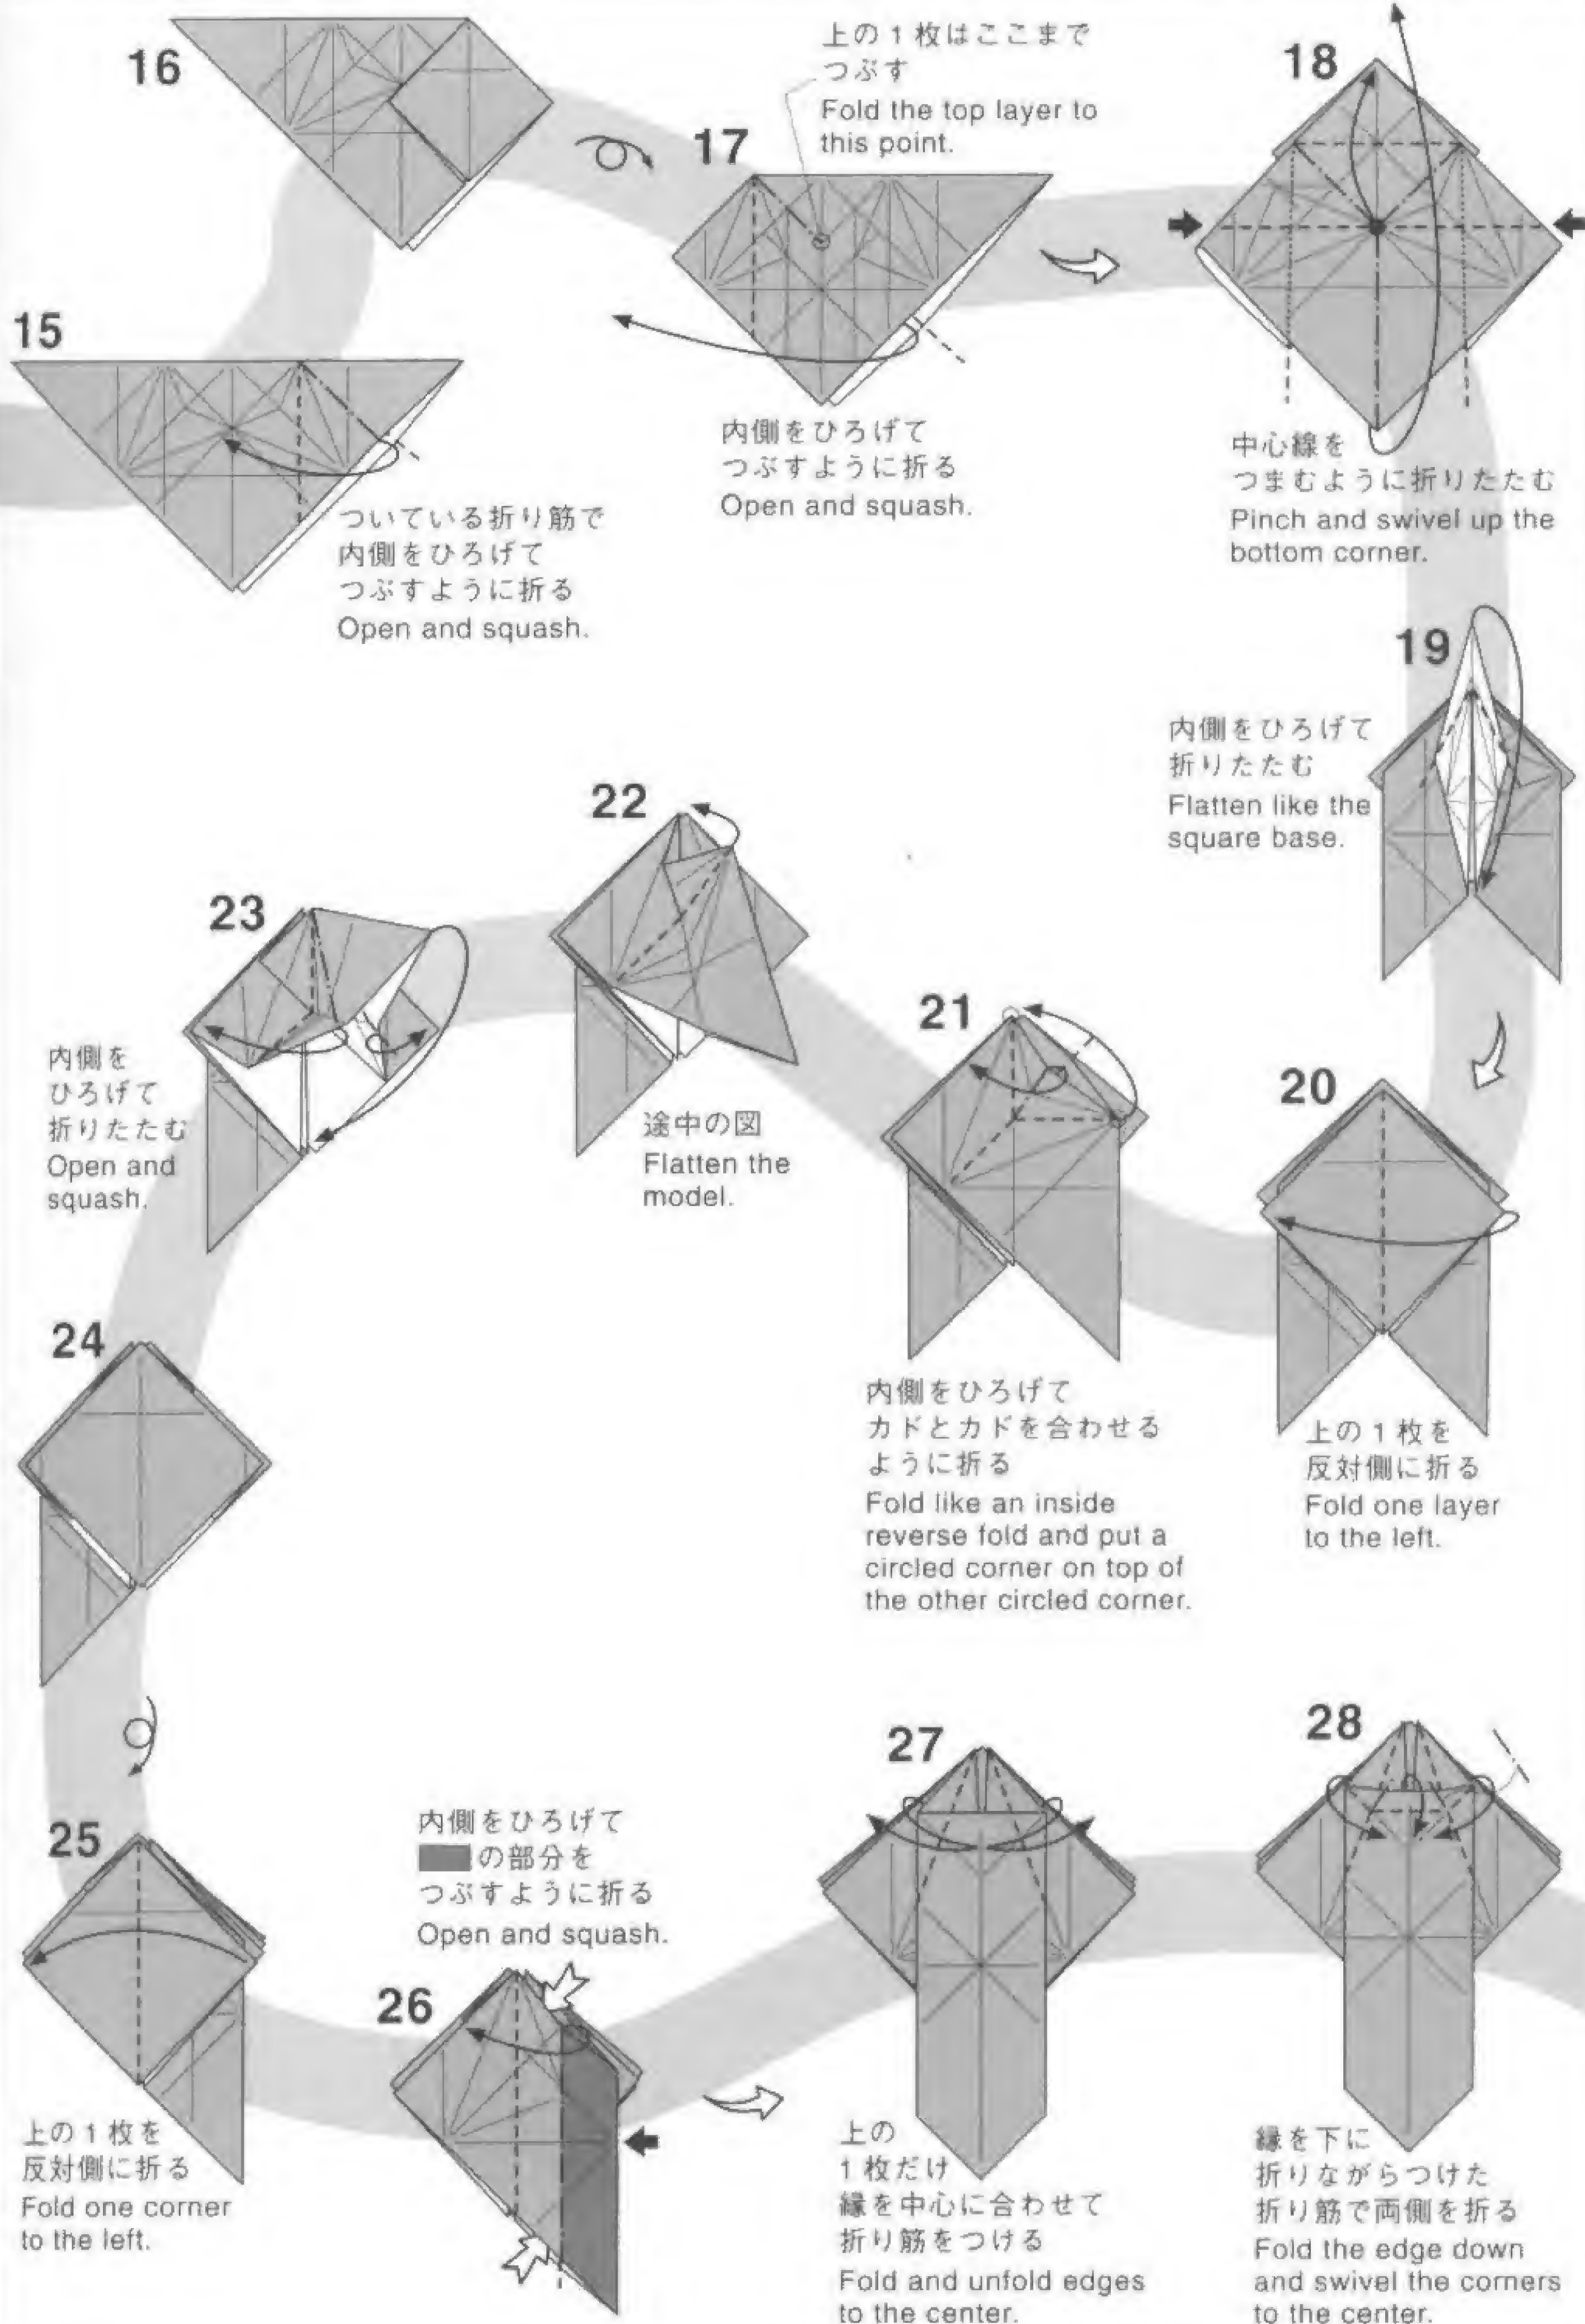 15
ついている折り筋で
内側をひろげて
つぶすように折る
Open and squash.
16
17
上の1枚はここまで
つぶす
Fold the top layer to
this point.
内側をひろげて
つぶすように折る
Open and squash.
18
中心線を
つまむように折りたたむ
Pinch and swivel up the
bottom corner.
19
内側をひろげて
折りたたむ
Flatten like the
square base.
20
上の1枚を
反対側に折る
Fold one layer
to the left.
21
内側をひろげて
カドとカドを合わせる
ように折る
Fold like an inside
reverse fold and put a
circled corner on top of
the other circled corner.
22
途中の図
Flatten the
model.
23
内側を
ひろげて
折りたたむ
Open and
squash.
24
25
上の1枚を
反対側に折る
Fold one corner
to the left.
26
内側をひろげて
の部分を
つぶすように折る
Open and squash.
27
上の
1枚だけ
縁を中心に合わせて
折り筋をつける
Fold and unfold edges
to the center.
28
縁を下に
折りながらつけた
折り筋で両側を折る
Fold the edge down
and swivel the corners
to the center.